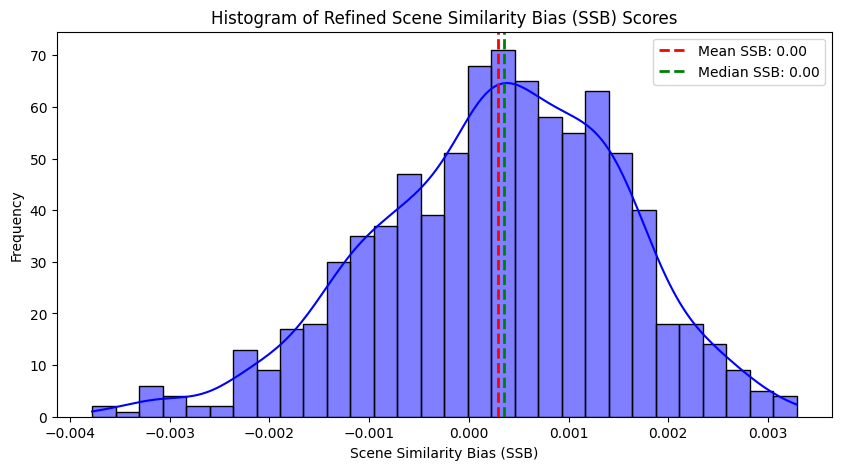 Histogram of Refined Scene Similarity Bias (SSB) Scores
Mean SSB: 0.00
Median SSB: 0.00
Frequency
70
60
50
40
30
20
10
0
−0.004 −0.003 −0.002 −0.001 0.000 0.001 0.002 0.003
Scene Similarity Bias (SSB)